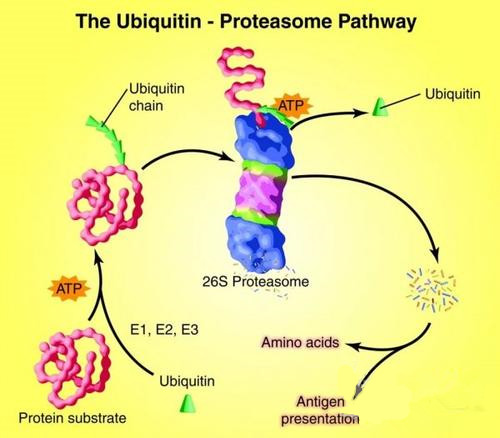 The Ubiquitin - Proteasome Pathway
Ubiquitin
chain
ATP
Ubiquitin
26S Proteasome
ATP
E1, E2, E3
Amino acids
Ubiquitin
Antigen
presentation
Protein substrate